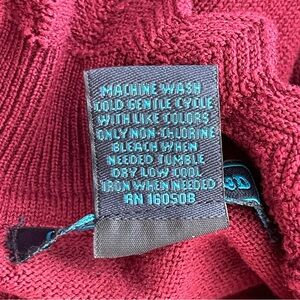 MACHINE WASH
COLD GENTLE CYCLE
WITH LIKE COLORS
ONLY NON-CHLORINE
BLEACH WHEN
NEEDED TUMBLE
DRY LOW COOL
IRON WHEN NEEDED
RN 160508